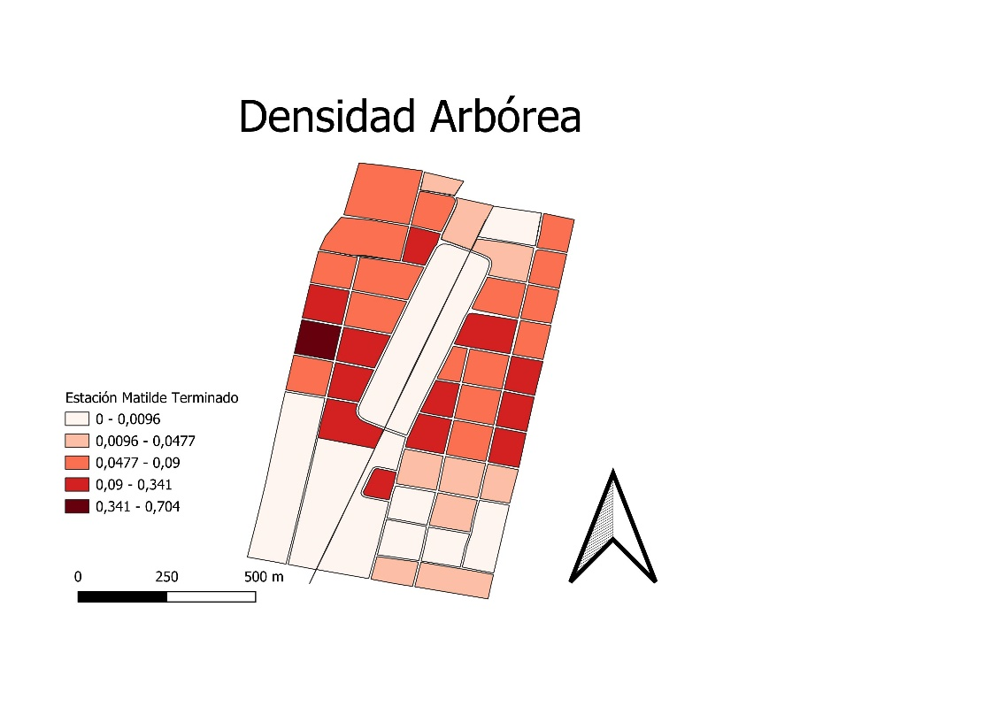 Densidad Arbórea
Estación Matilde Terminado
0 - 0,0096
0,0096 - 0,0477
0,0477 - 0,09
0,09 - 0,341
0,341 - 0,704
0 250 500 m